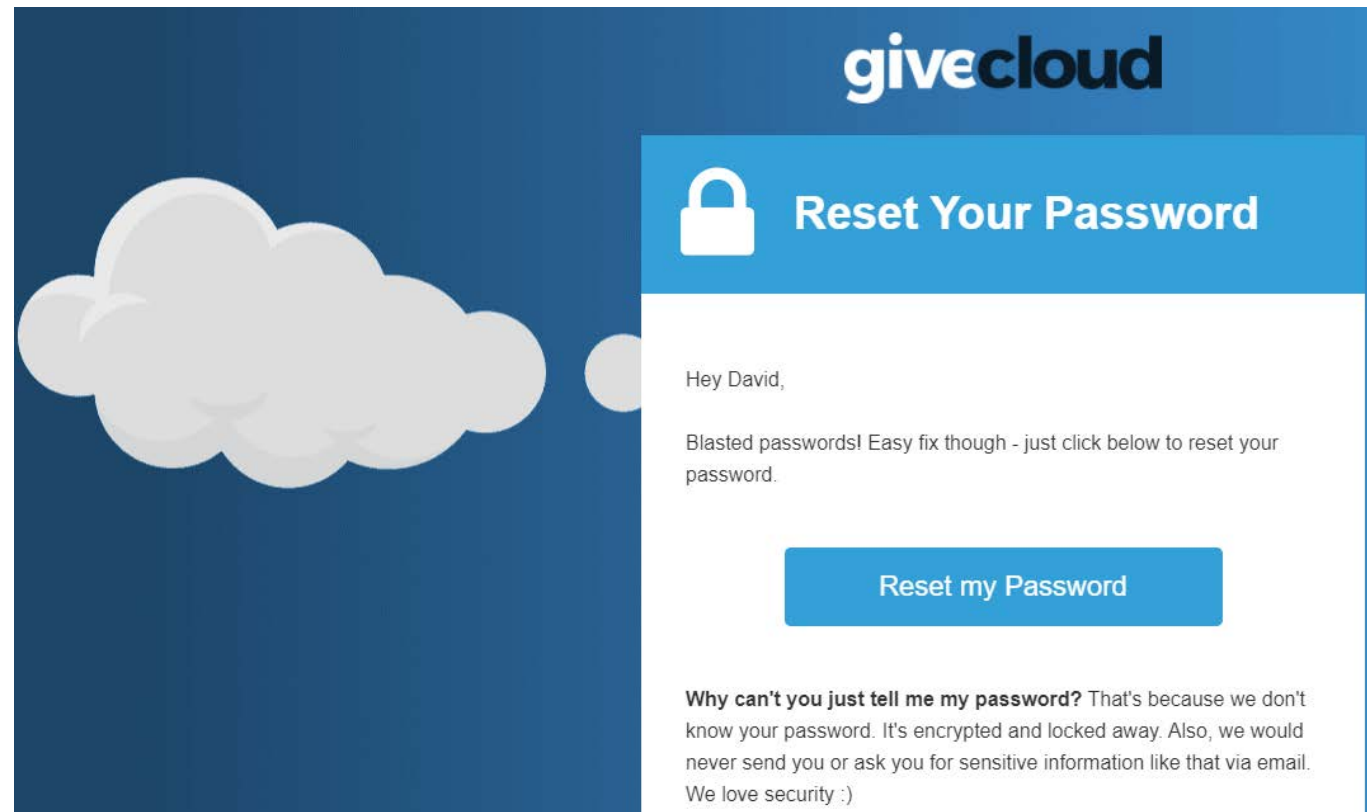 givecloud
Reset Your Password
Hey David,
Blasted passwords! Easy fix though - just click below to reset your
password.
Reset my Password
Why can't you just tell me my password? That's because we don't
know your password. It's encrypted and locked away. Also, we would
never send you or ask you for sensitive information like that via email.
We love security :)